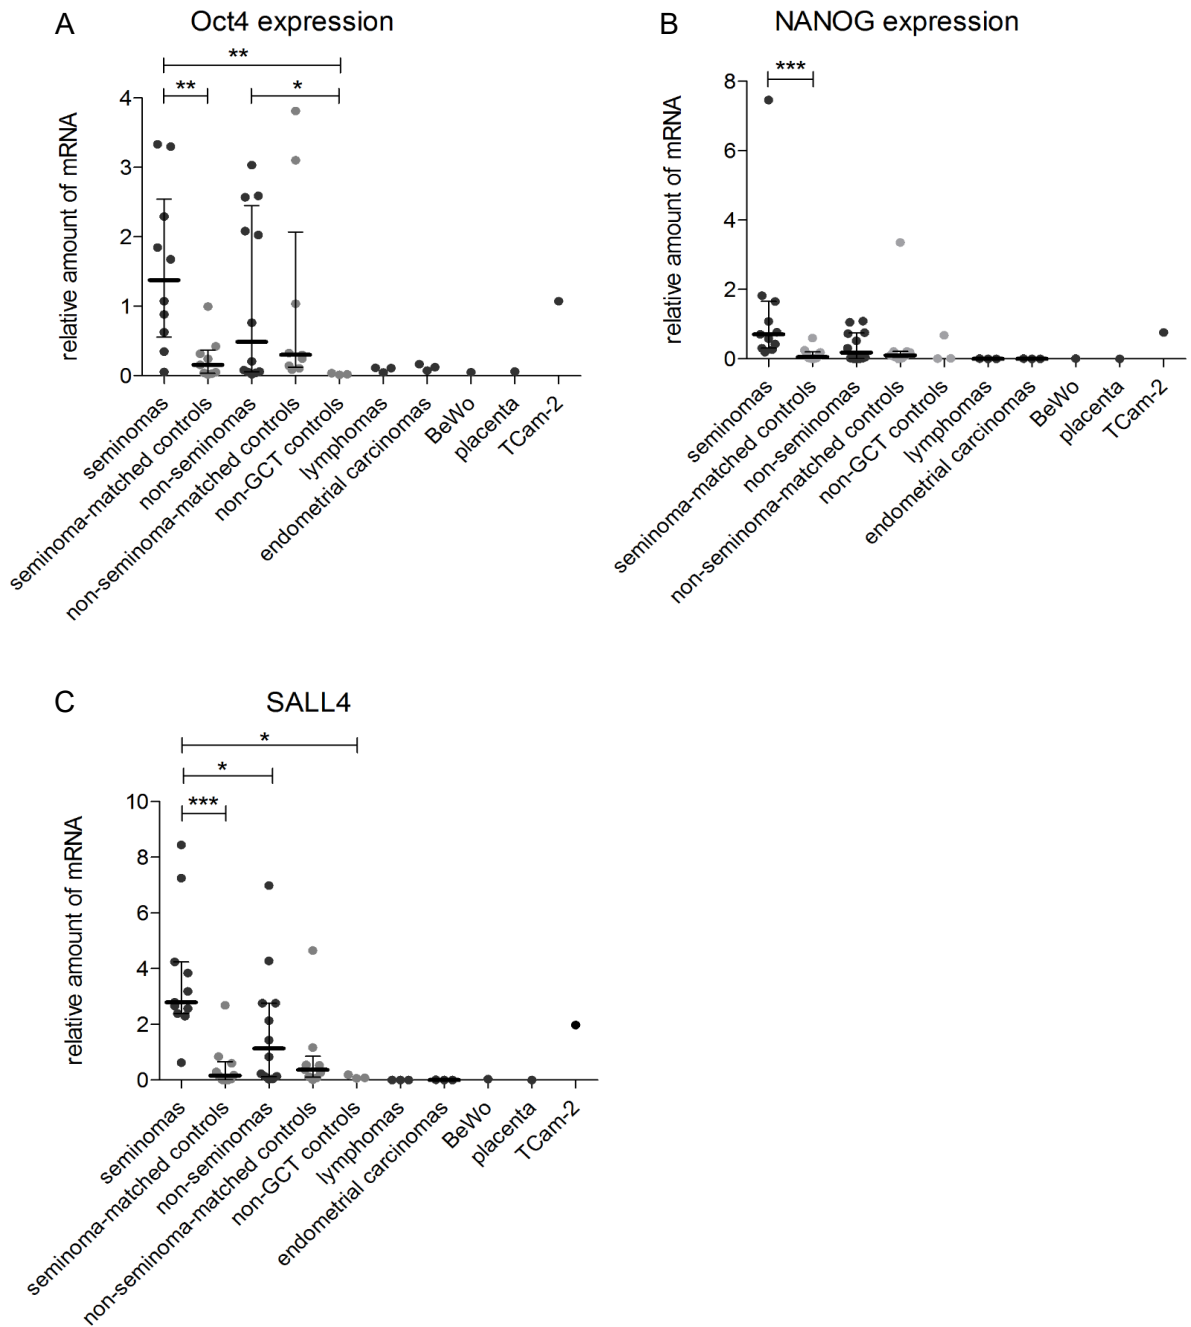 A
Oct4 expression
**
**
*
relative amount of mRNA
4
3
2
1
0
seminomas
seminoma-matched controls
non-seminomas
non-seminoma-matched controls
non-GCT controls
lymphomas
endometrial carcinomas
BeWo
placenta
TCam-2
B
NANOG expression
***
relative amount of mRNA
8
6
4
2
0
seminomas
seminoma-matched controls
non-seminomas
non-seminoma-matched controls
non-GCT controls
lymphomas
endometrial carcinomas
BeWo
placenta
TCam-2
C
SALL4
*
*
***
relative amount of mRNA
10
8
6
4
2
0
seminomas
seminoma-matched controls
non-seminomas
non-seminoma-matched controls
non-GCT controls
lymphomas
endometrial carcinomas
BeWo
placenta
TCam-2